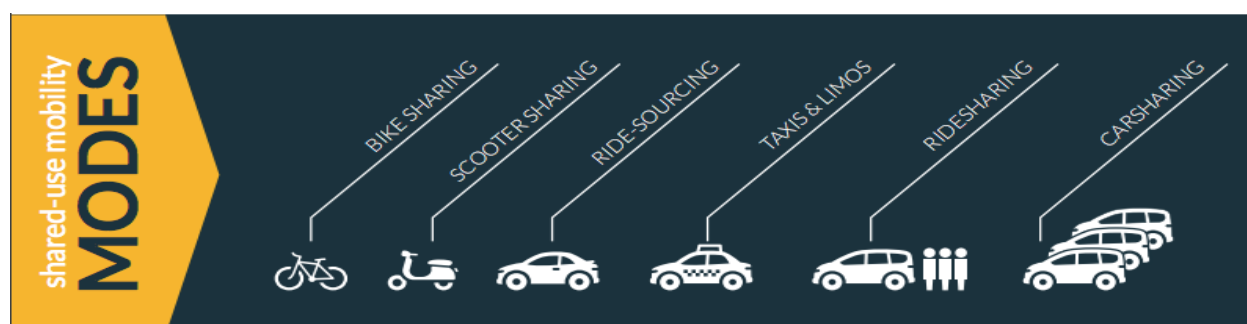 shared-use mobility
MODES
BIKE SHARING
SCOOTER SHARING
RIDE-SOURCING
TAXIS & LIMOS
RIDESHARING
CARSHARING